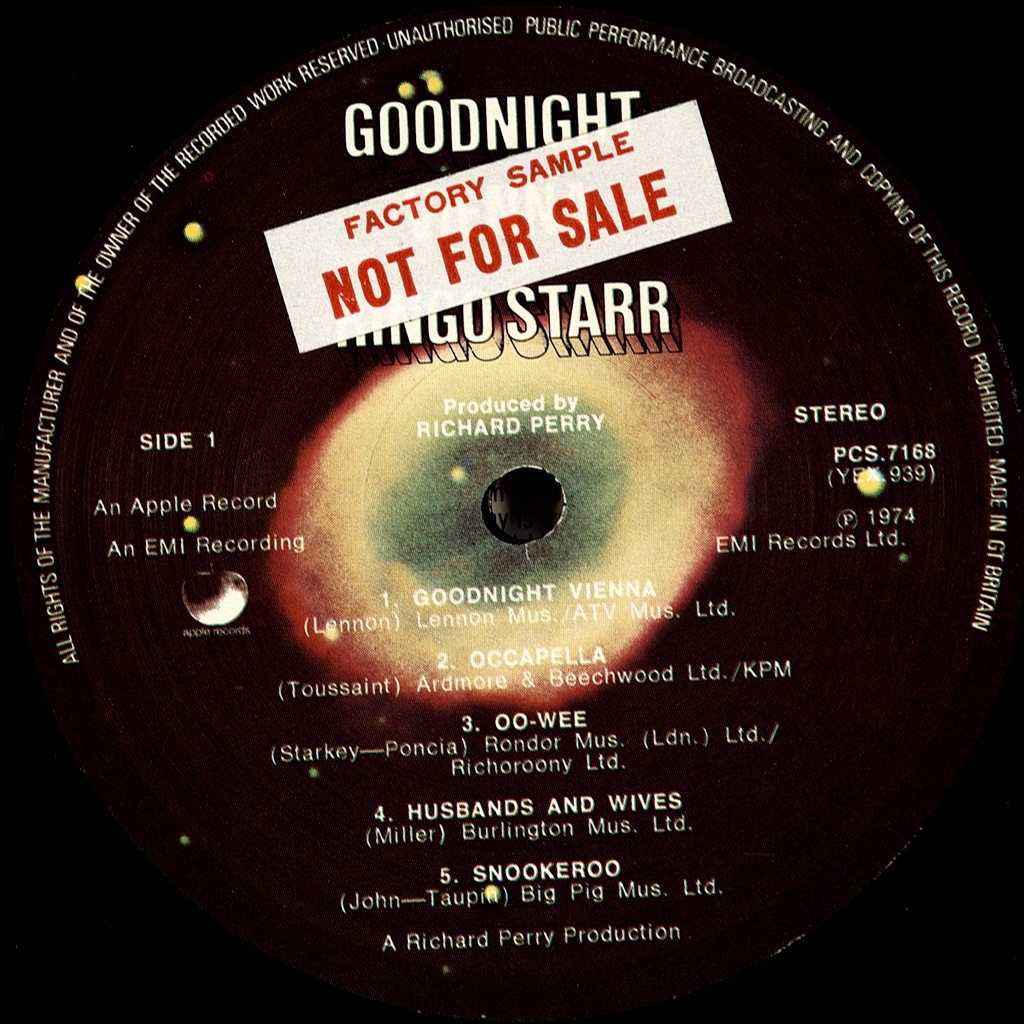 ALL RIGHTS OF THE MANUFACTURER AND OF THE OWNER OF THE RECORDED WORK RESERVED · UNAUTHORISED PUBLIC PERFORMANCE BROADCASTING AND COPYING OF THIS RECORD PROHIBITED · MADE IN GT BRITAIN
GOODNIGHT
FACTORY SAMPLE
NOT FOR SALE
RINGO STARR
Produced by
RICHARD PERRY
SIDE 1
STEREO
PCS.7168
(YEX.939)
An Apple Record
An EMI Recording
℗ 1974
EMI Records Ltd.
apple records
1. GOODNIGHT VIENNA
(Lennon) Lennon Mus./ATV Mus. Ltd.
2. OCCAPELLA
(Toussaint) Ardmore & Beechwood Ltd./KPM
3. OO-WEE
(Starkey—Poncia) Rondor Mus. (Ldn.) Ltd./
Richoroony Ltd.
4. HUSBANDS AND WIVES
(Miller) Burlington Mus. Ltd.
5. SNOOKEROO
(John—Taupin) Big Pig Mus. Ltd.
A Richard Perry Production